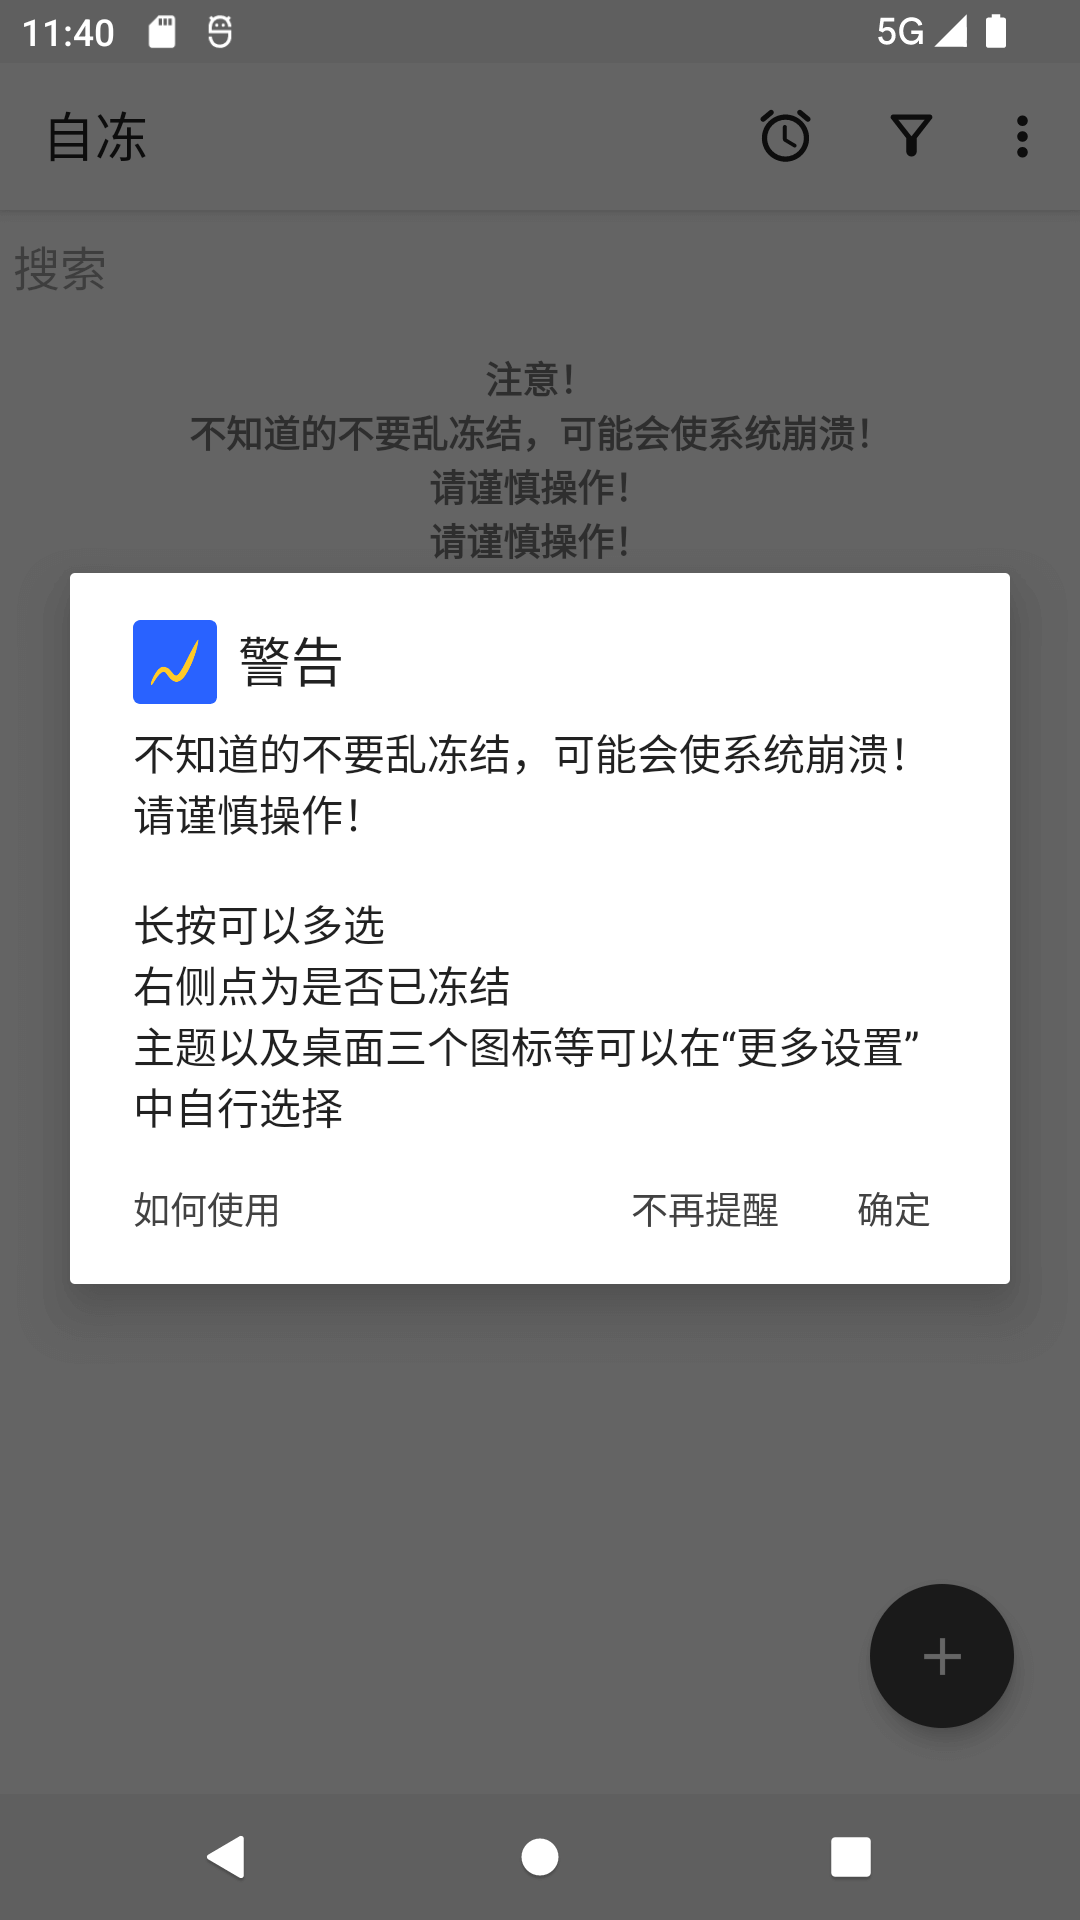 11:40
5G
自冻
搜索
注意！
不知道的不要乱冻结，可能会使系统崩溃！
请谨慎操作！
请谨慎操作！
警告
不知道的不要乱冻结，可能会使系统崩溃！
请谨慎操作！
长按可以多选
右侧点为是否已冻结
主题以及桌面三个图标等可以在“更多设置”
中自行选择
如何使用
不再提醒
确定